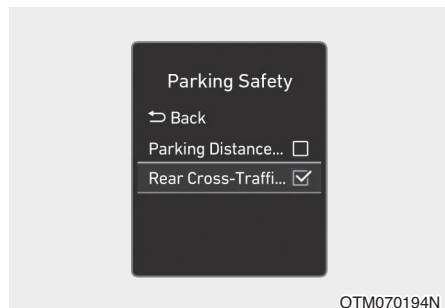 Parking Safety
⮌ Back
Parking Distance...
Rear Cross-Traffi...
OTM070194N